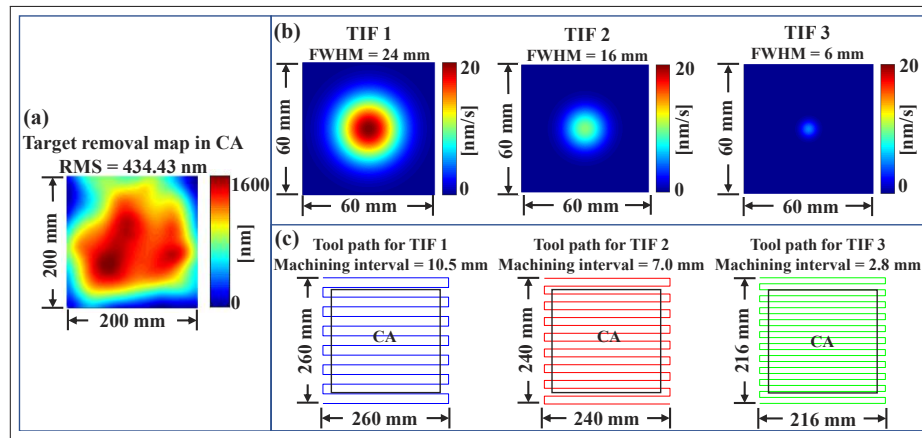 (a)
Target removal map in CA
RMS = 434.43 nm
200 mm
200 mm
1600
[nm]
0
(b)
TIF 1
FWHM = 24 mm
60 mm
60 mm
20
[nm/s]
0
TIF 2
FWHM = 16 mm
60 mm
60 mm
20
[nm/s]
0
TIF 3
FWHM = 6 mm
60 mm
60 mm
20
[nm/s]
0
(c)
Tool path for TIF 1
Machining interval = 10.5 mm
260 mm
CA
260 mm
Tool path for TIF 2
Machining interval = 7.0 mm
240 mm
CA
240 mm
Tool path for TIF 3
Machining interval = 2.8 mm
216 mm
CA
216 mm